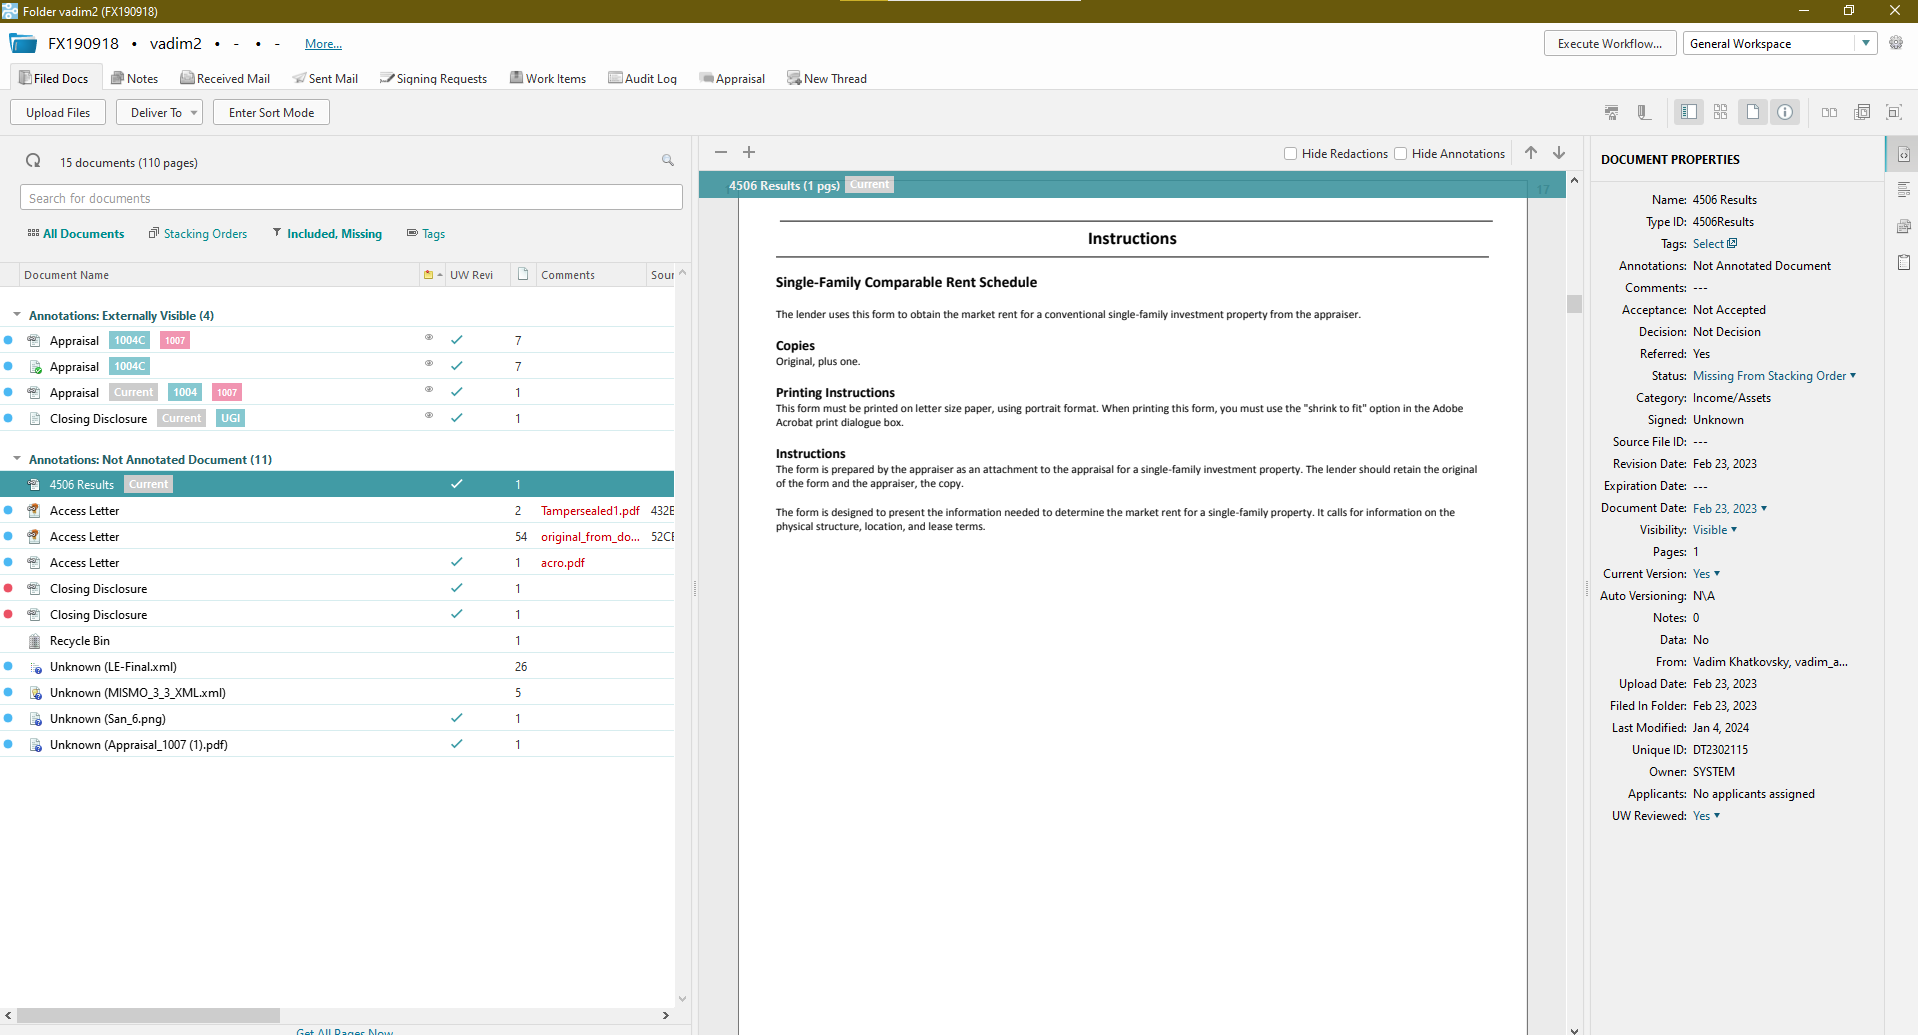 Folder vadim2 (FX190918)
FX190918 • vadim2 • - • - More...
Execute Workflow... General Workspace
Filed Docs Notes Received Mail Sent Mail Signing Requests Work Items Audit Log Appraisal New Thread
Upload Files Deliver To Enter Sort Mode
15 documents (110 pages)
Search for documents
All Documents Stacking Orders Included, Missing Tags
Document Name UW Revi Comments Sour
Annotations: Externally Visible (4)
Appraisal 1004C 1007 7
Appraisal 1004C 7
Appraisal Current 1004 1007 1
Closing Disclosure Current UGI 1
Annotations: Not Annotated Document (11)
4506 Results Current 1
Access Letter 2 Tampersealed1.pdf 432E
Access Letter 54 original_from_do... 52CE
Access Letter 1 acro.pdf
Closing Disclosure 1
Closing Disclosure 1
Recycle Bin 1
Unknown (LE-Final.xml) 26
Unknown (MISMO_3_3_XML.xml) 5
Unknown (San_6.png) 1
Unknown (Appraisal_1007 (1).pdf) 1
Get All Pages Now
Hide Redactions Hide Annotations
4506 Results (1 pgs) Current 17
Instructions
Single-Family Comparable Rent Schedule
The lender uses this form to obtain the market rent for a conventional single-family investment property from the appraiser.
Copies
Original, plus one.
Printing Instructions
This form must be printed on letter size paper, using portrait format. When printing this form, you must use the "shrink to fit" option in the Adobe
Acrobat print dialogue box.
Instructions
The form is prepared by the appraiser as an attachment to the appraisal for a single-family investment property. The lender should retain the original
of the form and the appraiser, the copy.
The form is designed to present the information needed to determine the market rent for a single-family property. It calls for information on the
physical structure, location, and lease terms.
DOCUMENT PROPERTIES
Name: 4506 Results
Type ID: 4506Results
Tags: Select
Annotations: Not Annotated Document
Comments: ---
Acceptance: Not Accepted
Decision: Not Decision
Referred: Yes
Status: Missing From Stacking Order
Category: Income/Assets
Signed: Unknown
Source File ID: ---
Revision Date: Feb 23, 2023
Expiration Date: ---
Document Date: Feb 23, 2023
Visibility: Visible
Pages: 1
Current Version: Yes
Auto Versioning: N\A
Notes: 0
Data: No
From: Vadim Khatkovsky, vadim_a...
Upload Date: Feb 23, 2023
Filed In Folder: Feb 23, 2023
Last Modified: Jan 4, 2024
Unique ID: DT2302115
Owner: SYSTEM
Applicants: No applicants assigned
UW Reviewed: Yes